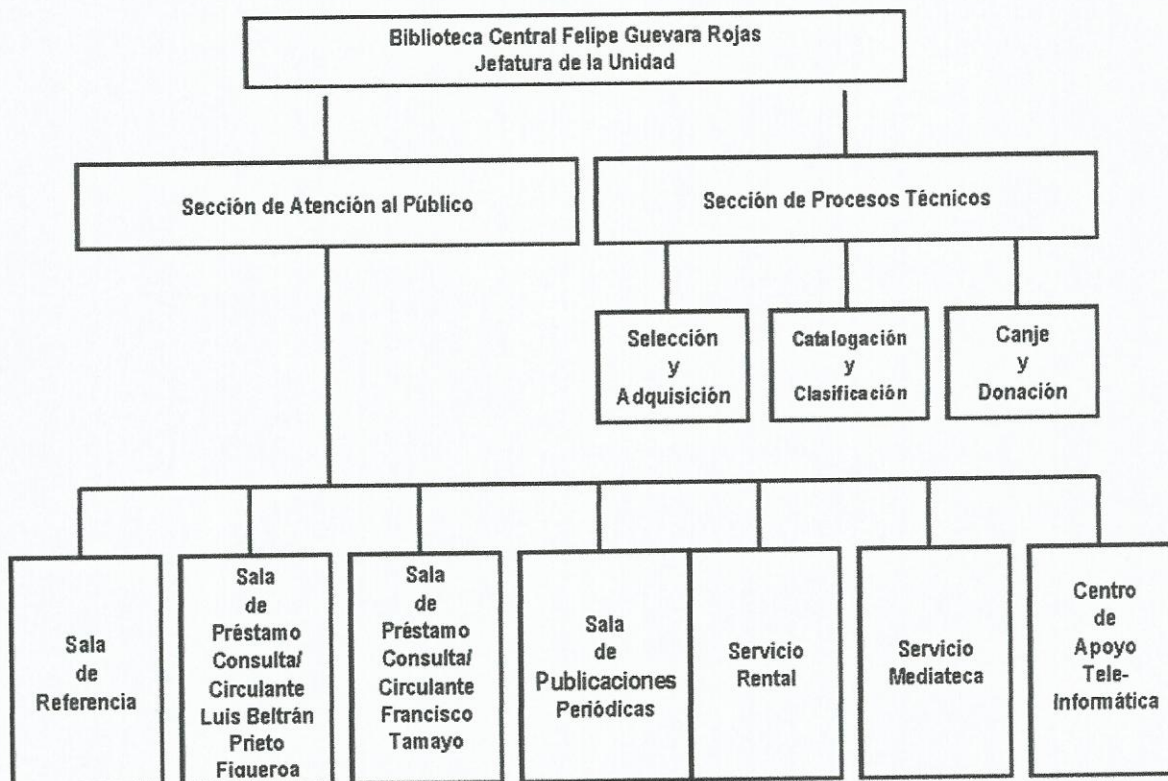 Biblioteca Central Felipe Guevara Rojas
Jefatura de la Unidad
Sección de Atención al Público
Sección de Procesos Técnicos
Selección
y
Adquisición
Catalogación
y
Clasificación
Canje
y
Donación
Sala
de
Referencia
Sala
de
Préstamo
Consulta/
Circulante
Luis Beltrán
Prieto
Figueroa
Sala
de
Préstamo
Consulta/
Circulante
Francisco
Tamayo
Sala
de
Publicaciones
Periódicas
Servicio
Rental
Servicio
Mediateca
Centro
de
Apoyo
Tele-
Informática